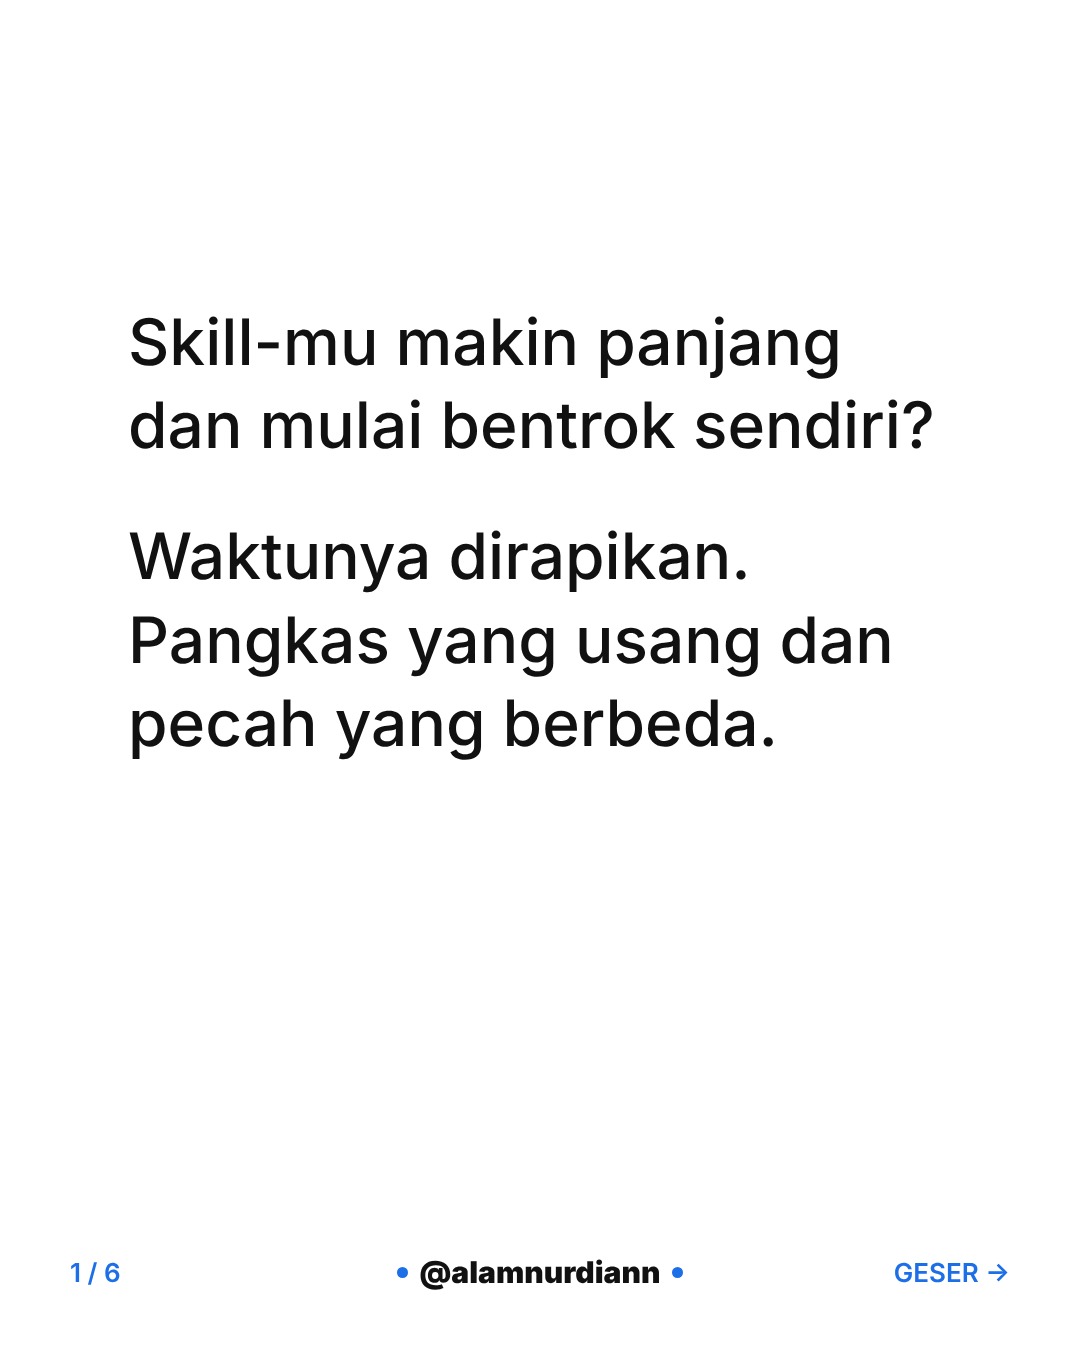 Skill-mu makin panjang
dan mulai bentrok sendiri?
Waktunya dirapikan.
Pangkas yang usang dan
pecah yang berbeda.
1 / 6
• @alamnurdiann •
GESER →